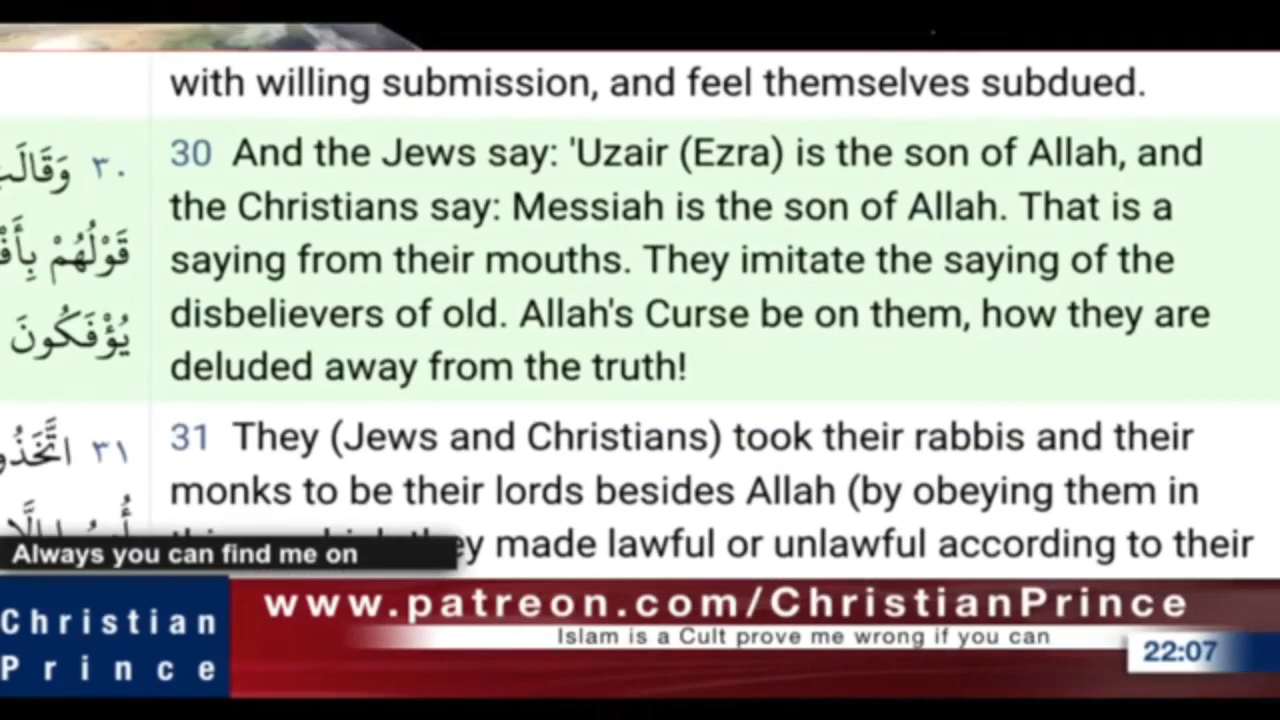 with willing submission, and feel themselves subdued.
30 And the Jews say: 'Uzair (Ezra) is the son of Allah, and
the Christians say: Messiah is the son of Allah. That is a
saying from their mouths. They imitate the saying of the
disbelievers of old. Allah's Curse be on them, how they are
deluded away from the truth!
٣٠ وَقَالَتِ
قَوْلُهُمْ
يُؤْفَكُونَ
31 They (Jews and Christians) took their rabbis and their
monks to be their lords besides Allah (by obeying them in
made lawful or unlawful according to their
٣١
Always you can find me on
Christian
Prince
www.patreon.com/ChristianPrince
Islam is a Cult prove me wrong if you can
22:07